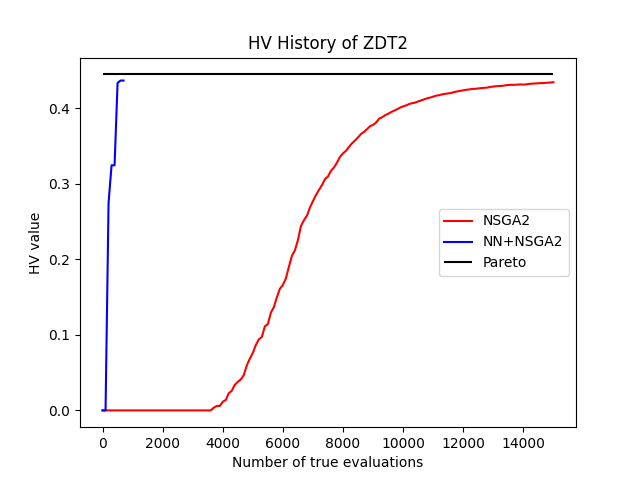 HV History of ZDT2
HV value
0.4
0.3
0.2
0.1
0.0
NSGA2
NN+NSGA2
Pareto
0 2000 4000 6000 8000 10000 12000 14000
Number of true evaluations